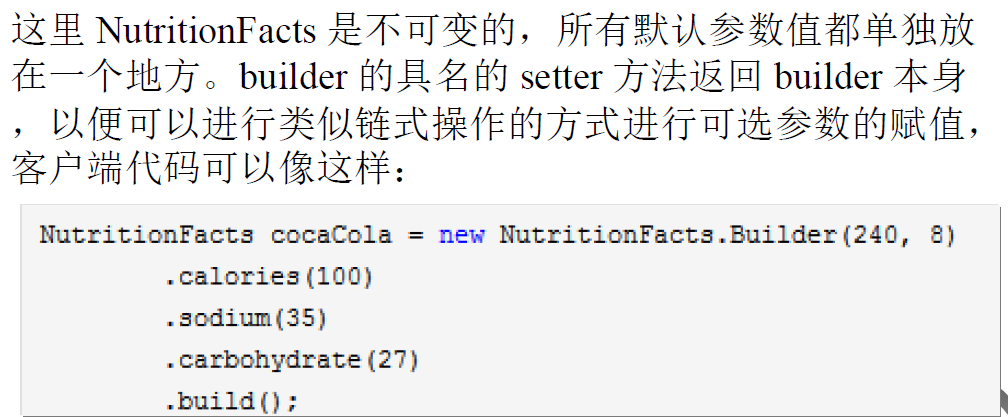 这里 NutritionFacts 是不可变的，所有默认参数值都单独放
在一个地方。builder 的具名的 setter 方法返回 builder 本身
，以便可以进行类似链式操作的方式进行可选参数的赋值，
客户端代码可以像这样：
NutritionFacts cocaCola = new NutritionFacts.Builder(240, 8)
.calories(100)
.sodium(35)
.carbohydrate(27)
.build();